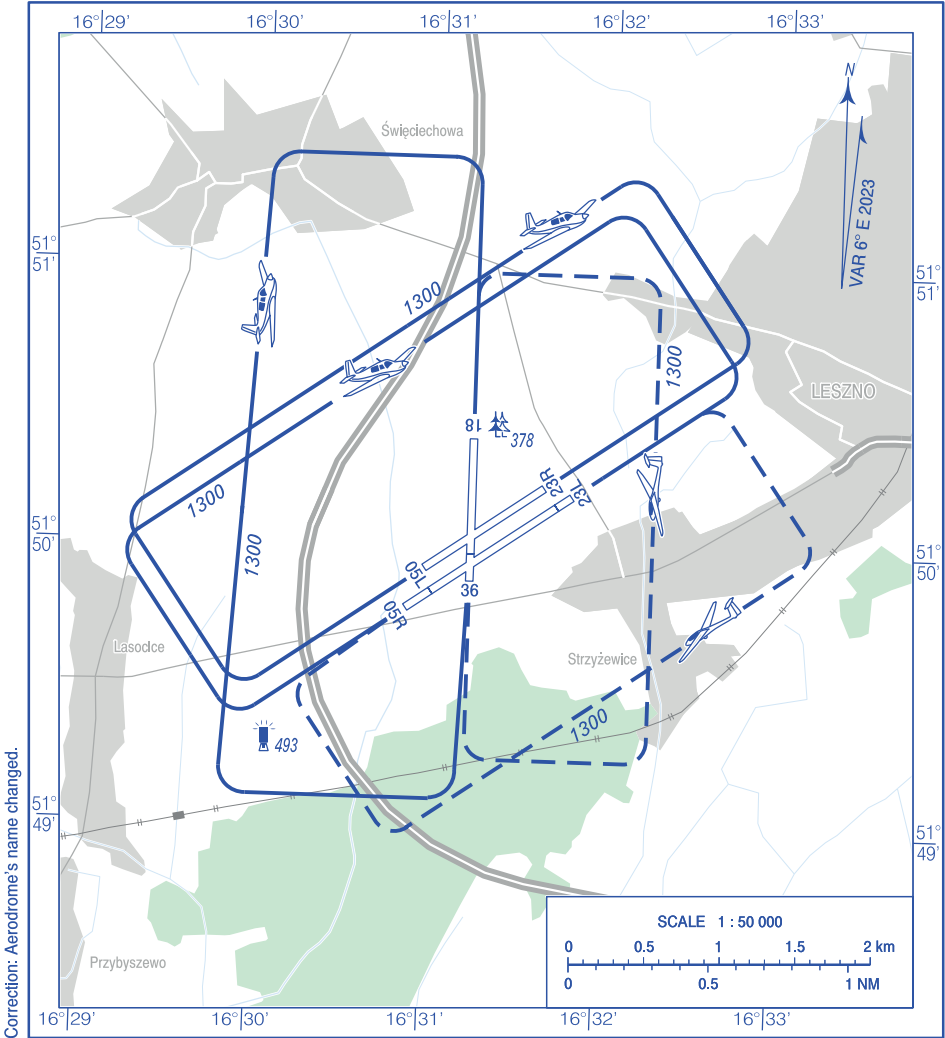 16°29' 16°30' 16°31' 16°32' 16°33'
N
VAR 6° E 2023
Święciechowa
51°
51'
51°
51'
1300
1300
LESZNO
18
378
1300
23R
23L
51°
50'
51°
50'
1300
05L
36
05R
Lasocice
Strzyżewice
1300
493
51°
49'
51°
49'
Correction: Aerodrome's name changed.
SCALE 1 : 50 000
0 0.5 1 1.5 2 km
0 0.5 1 NM
Przybyszewo
16°29' 16°30' 16°31' 16°32' 16°33'